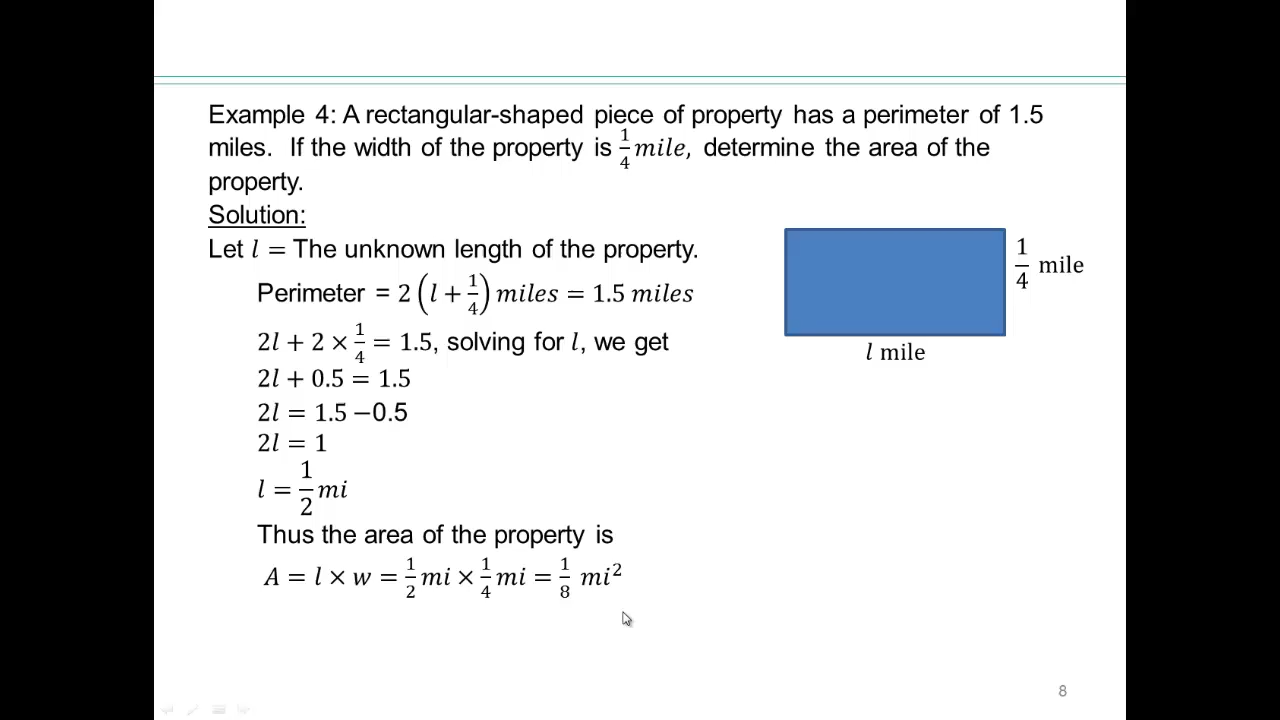 Example 4: A rectangular-shaped piece of property has a perimeter of 1.5
miles. If the width of the property is 1/4 mile, determine the area of the
property.
Solution:
Let l = The unknown length of the property.
Perimeter = 2(l + 1/4) miles = 1.5 miles
2l + 2 × 1/4 = 1.5, solving for l, we get
2l + 0.5 = 1.5
2l = 1.5 −0.5
2l = 1
l = 1/2 mi
Thus the area of the property is
A = l × w = 1/2 mi × 1/4 mi = 1/8 mi²
1/4 mile
l mile
8